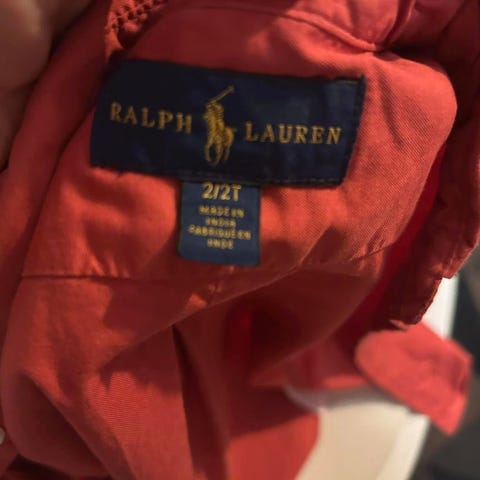 RALPH LAUREN
2/2T
MADE IN
INDIA
FABRIQUÉ EN
INDE